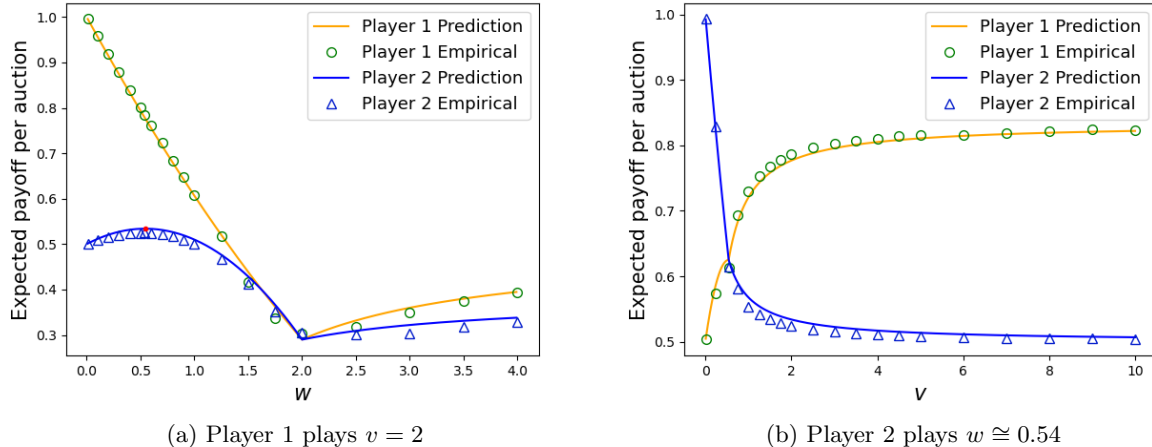 Expected payoff per auction
1.0
0.9
0.8
0.7
0.6
0.5
0.4
0.3
Player 1 Prediction
Player 1 Empirical
Player 2 Prediction
Player 2 Empirical
0.0 0.5 1.0 1.5 2.0 2.5 3.0 3.5 4.0
w
(a) Player 1 plays v = 2
Expected payoff per auction
1.0
0.9
0.8
0.7
0.6
0.5
Player 1 Prediction
Player 1 Empirical
Player 2 Prediction
Player 2 Empirical
0 2 4 6 8 10
v
(b) Player 2 plays w ≅ 0.54